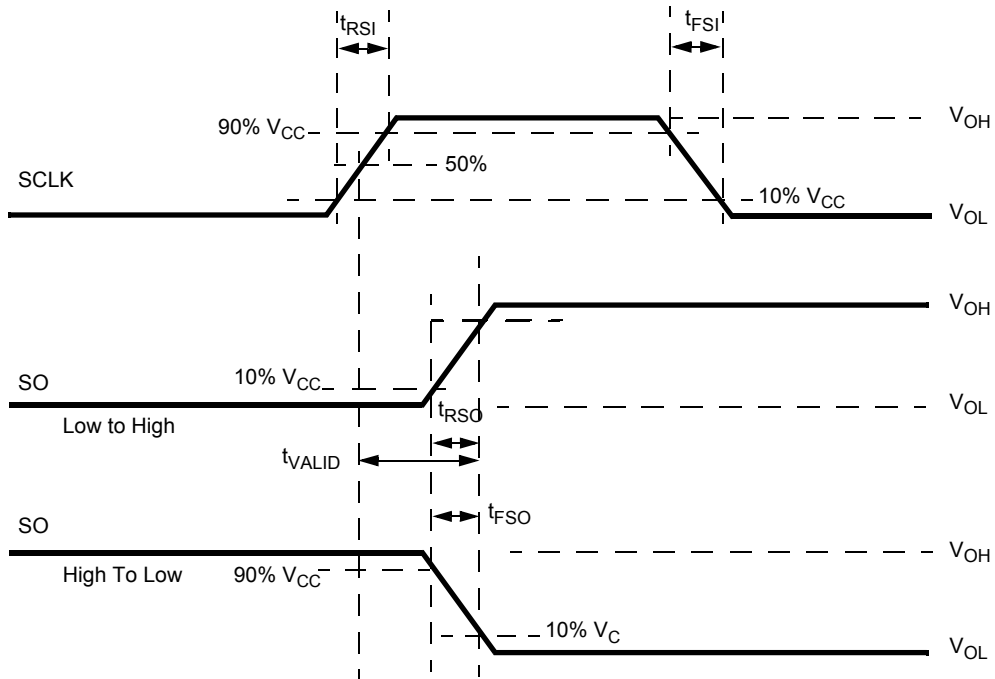 tRSI
tFSI
90% VCC
VOH
50%
SCLK
10% VCC
VOL
VOH
SO
10% VCC
tRSO
VOL
Low to High
tVALID
tFSO
SO
VOH
High To Low
90% VCC
10% VC
VOL